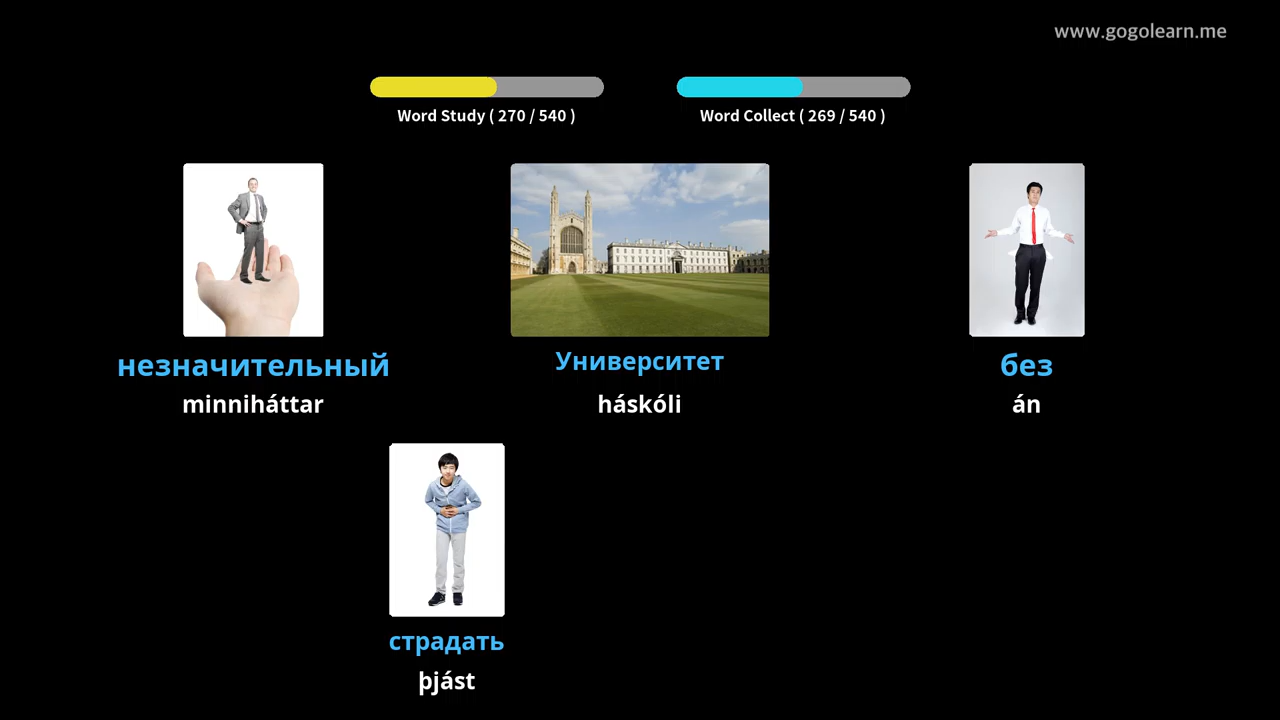 www.gogolearn.me
Word Study ( 270 / 540 )
Word Collect ( 269 / 540 )
незначительный
minniháttar
Университет
háskóli
без
án
страдать
þjást